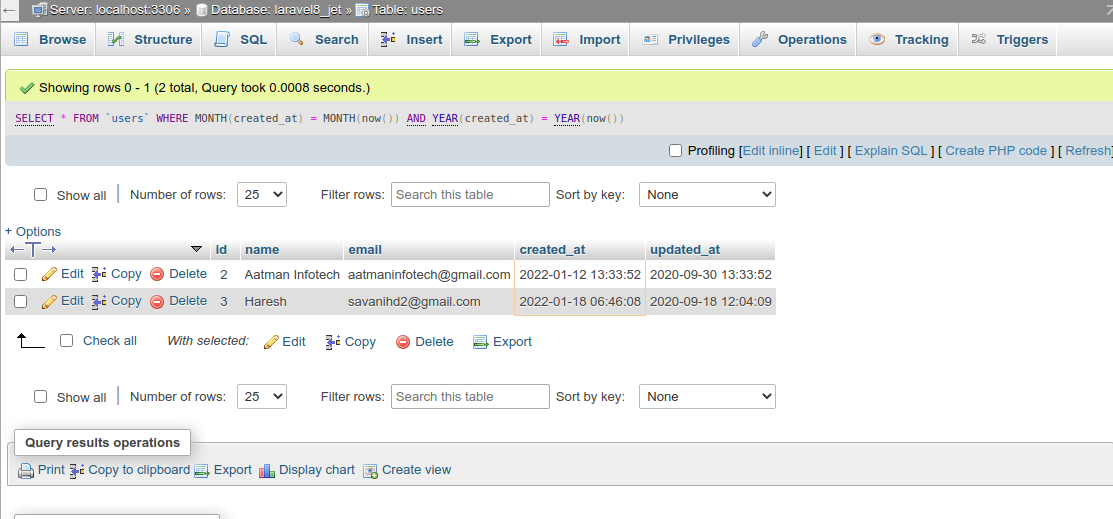 Server: localhost:3306 » Database: laravel8_jet » Table: users
Browse Structure SQL Search Insert Export Import Privileges Operations Tracking Triggers
Showing rows 0 - 1 (2 total, Query took 0.0008 seconds.)
SELECT * FROM `users` WHERE MONTH(created_at) = MONTH(now()) AND YEAR(created_at) = YEAR(now())
Profiling [Edit inline] [ Edit ] [ Explain SQL ] [ Create PHP code ] [ Refresh]
Show all Number of rows: 25 Filter rows: Search this table Sort by key: None
+ Options
id name email created_at updated_at
Edit Copy Delete 2 Aatman Infotech aatmaninfotech@gmail.com 2022-01-12 13:33:52 2020-09-30 13:33:52
Edit Copy Delete 3 Haresh savanihd2@gmail.com 2022-01-18 06:46:08 2020-09-18 12:04:09
Check all With selected: Edit Copy Delete Export
Show all Number of rows: 25 Filter rows: Search this table Sort by key: None
Query results operations
Print Copy to clipboard Export Display chart Create view